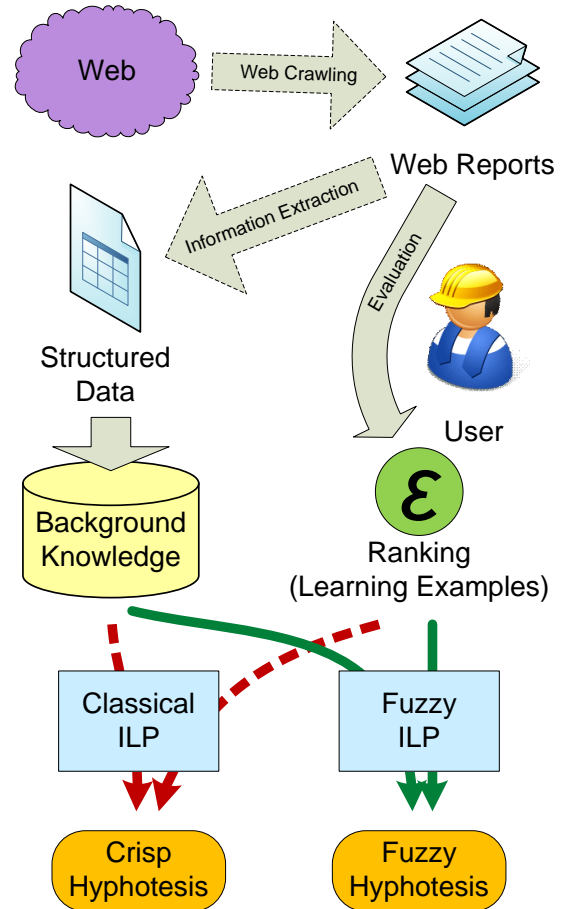 Web
Web Crawling
Web Reports
Information Extraction
Evaluation
Structured
Data
User
Background
Knowledge
ε
Ranking
(Learning Examples)
Classical
ILP
Fuzzy
ILP
Crisp
Hyphotesis
Fuzzy
Hyphotesis